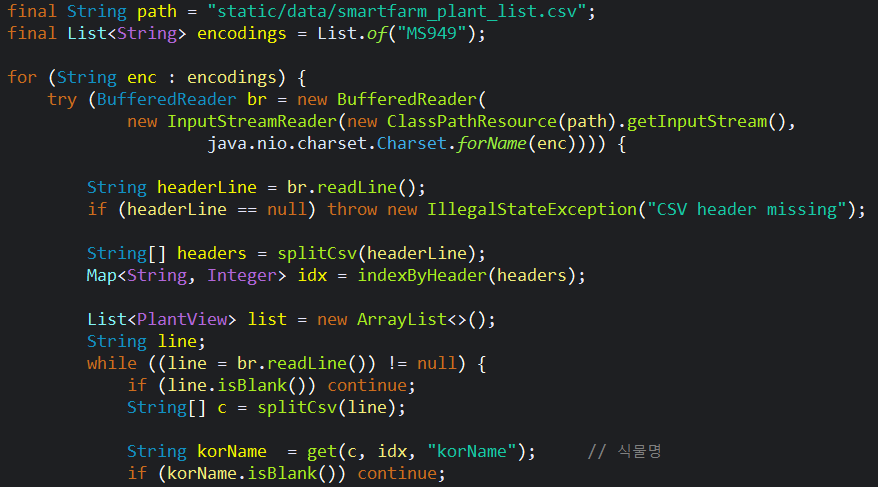 final String path = "static/data/smartfarm_plant_list.csv";
final List<String> encodings = List.of("MS949");

for (String enc : encodings) {
    try (BufferedReader br = new BufferedReader(
            new InputStreamReader(new ClassPathResource(path).getInputStream(),
                    java.nio.charset.Charset.forName(enc)))) {

        String headerLine = br.readLine();
        if (headerLine == null) throw new IllegalStateException("CSV header missing");

        String[] headers = splitCsv(headerLine);
        Map<String, Integer> idx = indexByHeader(headers);

        List<PlantView> list = new ArrayList<>();
        String line;
        while ((line = br.readLine()) != null) {
            if (line.isBlank()) continue;
            String[] c = splitCsv(line);

            String korName  = get(c, idx, "korName");     // 식물명
            if (korName.isBlank()) continue;